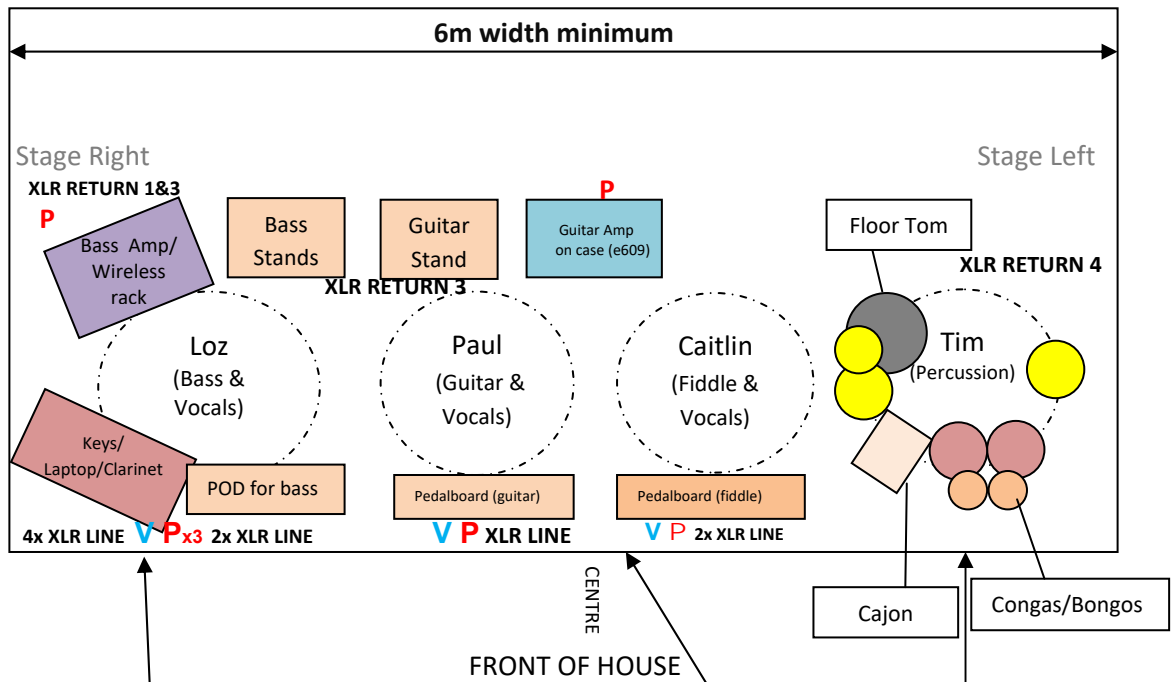 6m width minimum
Stage Right
Stage Left
XLR RETURN 1&3
P
P
Bass Amp/
Wireless
rack
Bass
Stands
Guitar
Stand
Guitar Amp
on case (e609)
Floor Tom
XLR RETURN 3
XLR RETURN 4
Loz
(Bass &
Vocals)
Paul
(Guitar &
Vocals)
Caitlin
(Fiddle &
Vocals)
Tim
(Percussion)
Keys/
Laptop/Clarinet
POD for bass
Pedalboard (guitar)
Pedalboard (fiddle)
4x XLR LINE V Px3 2x XLR LINE
V P XLR LINE
V P 2x XLR LINE
CENTRE
Cajon
Congas/Bongos
FRONT OF HOUSE